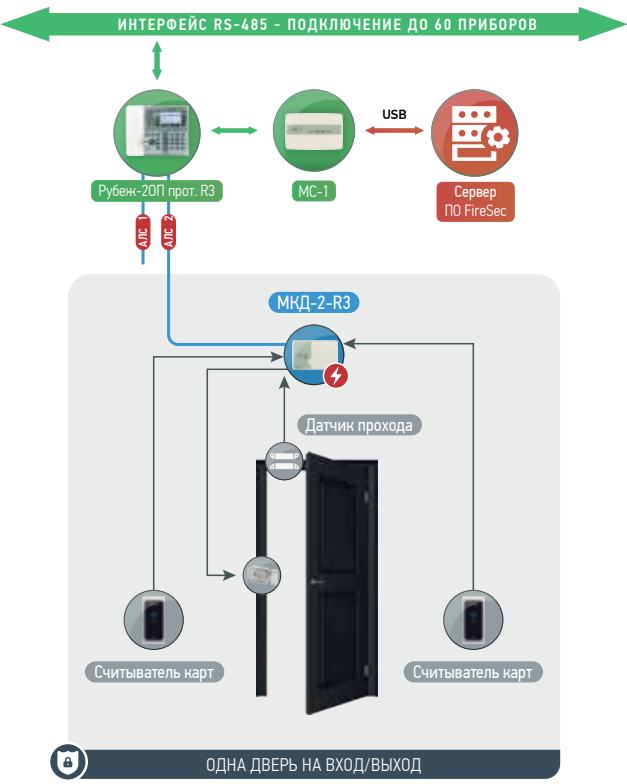 ИНТЕРФЕЙС RS-485 - ПОДКЛЮЧЕНИЕ ДО 60 ПРИБОРОВ
USB
Рубеж-2ОП прот. R3
МС-1
Сервер
ПО FireSec
АЛС 1
АЛС 2
МКД-2-R3
Датчик прохода
Считыватель карт
Считыватель карт
ОДНА ДВЕРЬ НА ВХОД/ВЫХОД